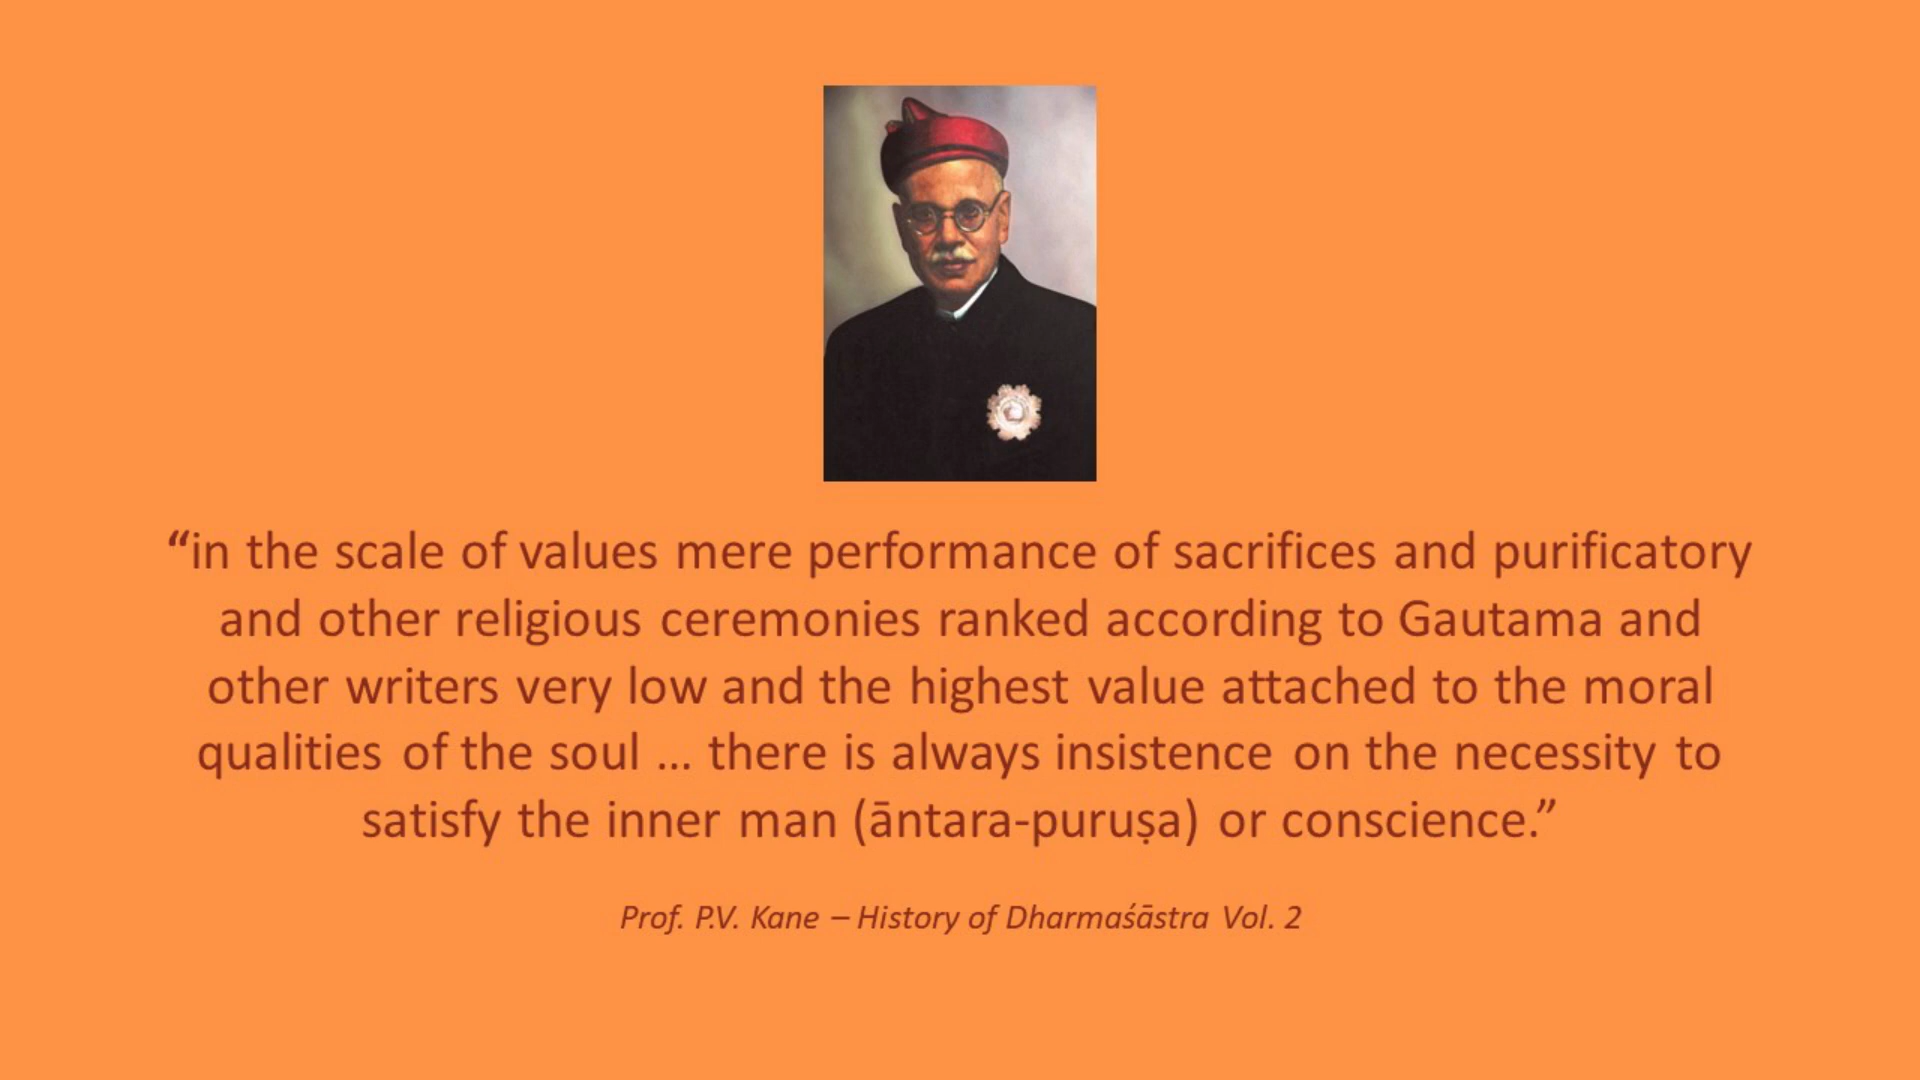 “in the scale of values mere performance of sacrifices and purificatory
and other religious ceremonies ranked according to Gautama and
other writers very low and the highest value attached to the moral
qualities of the soul ... there is always insistence on the necessity to
satisfy the inner man (āntara-puruṣa) or conscience.”
Prof. P.V. Kane – History of Dharmaśāstra Vol. 2